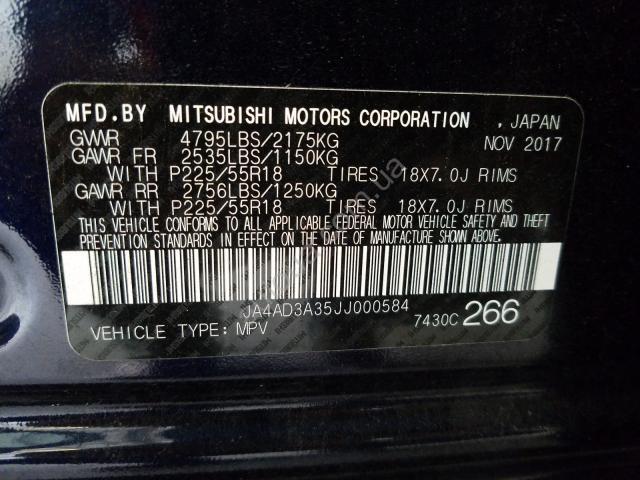 MFD.BY MITSUBISHI MOTORS CORPORATION . JAPAN
GVWR 4795LBS/2175KG NOV 2017
GAWR FR 2535LBS/1150KG
WITH P225/55R18 TIRES 18X7.0J RIMS
GAWR RR 2756LBS/1250KG
WITH P225/55R18 TIRES 18X7.0J RIMS
THIS VEHICLE CONFORMS TO ALL APPLICABLE FEDERAL MOTOR VEHICLE SAFETY AND THEFT
PREVENTION STANDARDS IN EFFECT ON THE DATE OF MANUFACTURE SHOWN ABOVE.
JA4AD3A35JJ000584
VEHICLE TYPE: MPV 7430C 266